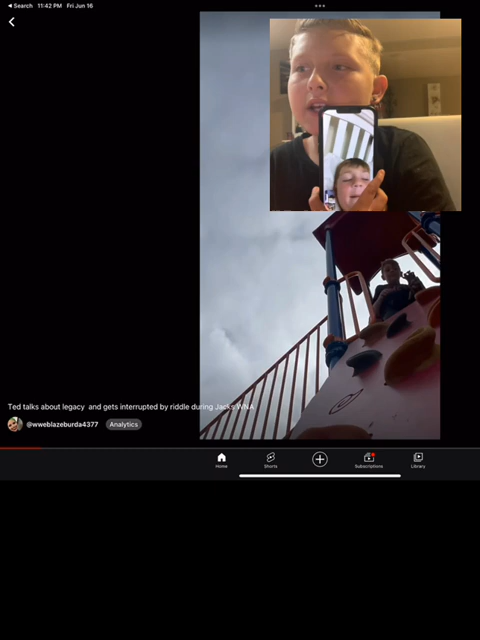 Search 11:42 PM Fri Jun 16
Ted talks about legacy and gets interrupted by riddle during Jacks WNA
@wweblazeburda4377 Analytics
Home Shorts Subscriptions Library